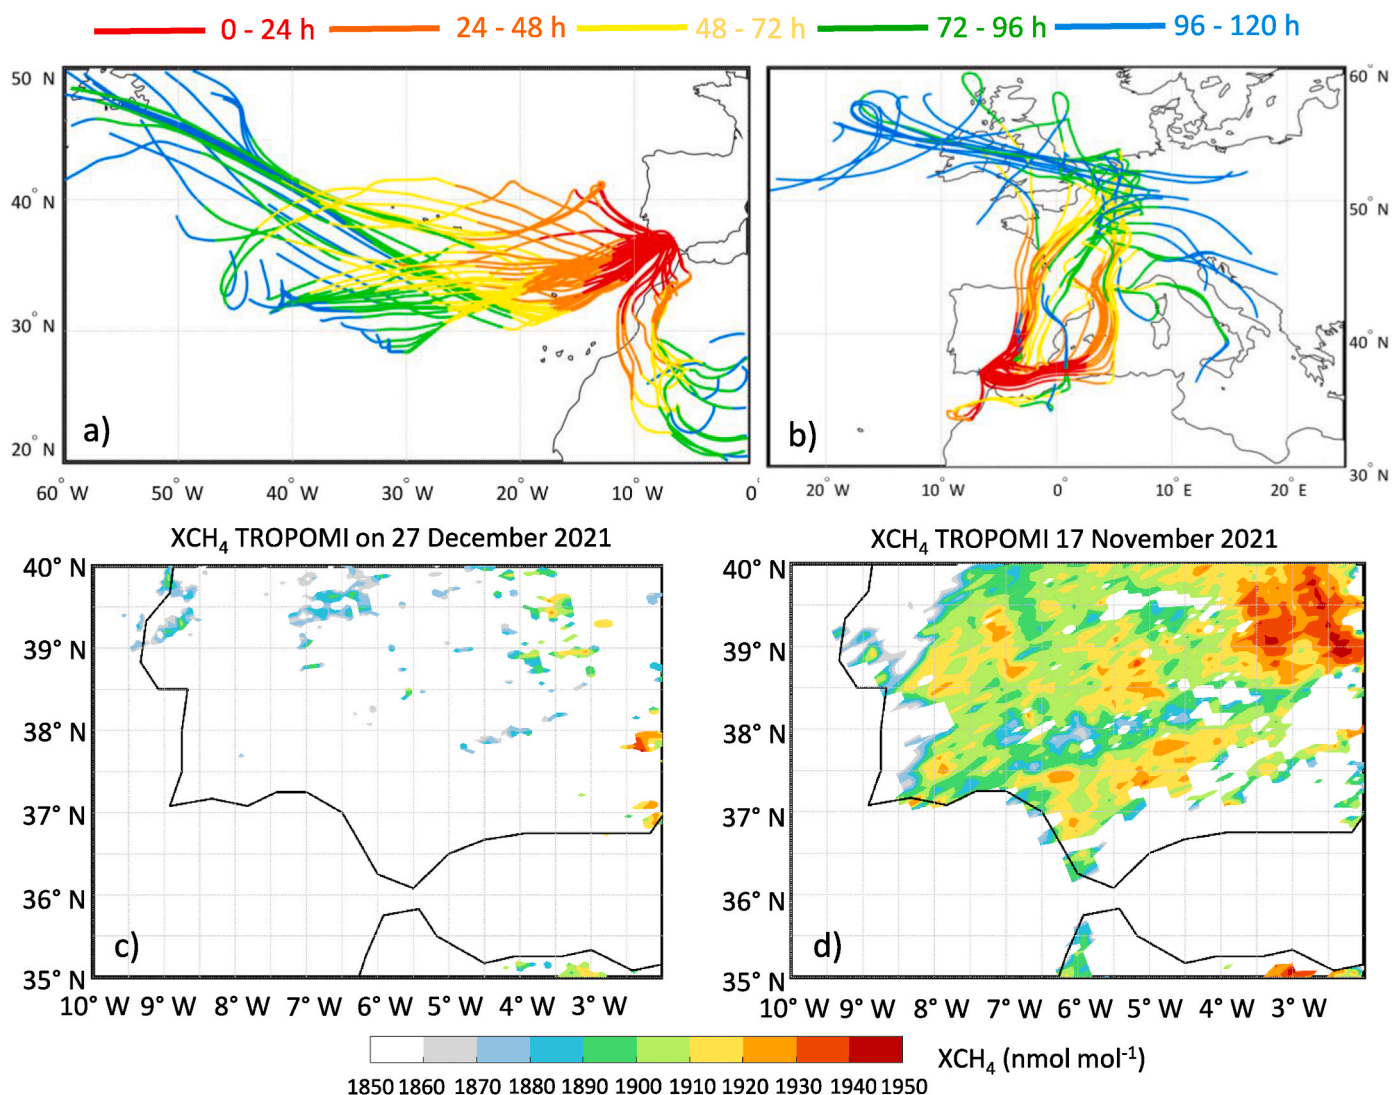 0 - 24 h 24 - 48 h 48 - 72 h 72 - 96 h 96 - 120 h
50° N
40° N
30° N
20° N
a)
60° W 50° W 40° W 30° W 20° W 10° W 0°
60° N
50° N
40° N
30° N
b)
20° W 10° W 0° 10° E 20° E
XCH4 TROPOMI on 27 December 2021
40° N
39° N
38° N
37° N
36° N
35° N
c)
10° W 9° W 8° W 7° W 6° W 5° W 4° W 3° W
XCH4 TROPOMI 17 November 2021
40° N
39° N
38° N
37° N
36° N
35° N
d)
10° W 9° W 8° W 7° W 6° W 5° W 4° W 3° W
1850 1860 1870 1880 1890 1900 1910 1920 1930 1940 1950
XCH4 (nmol mol-1)